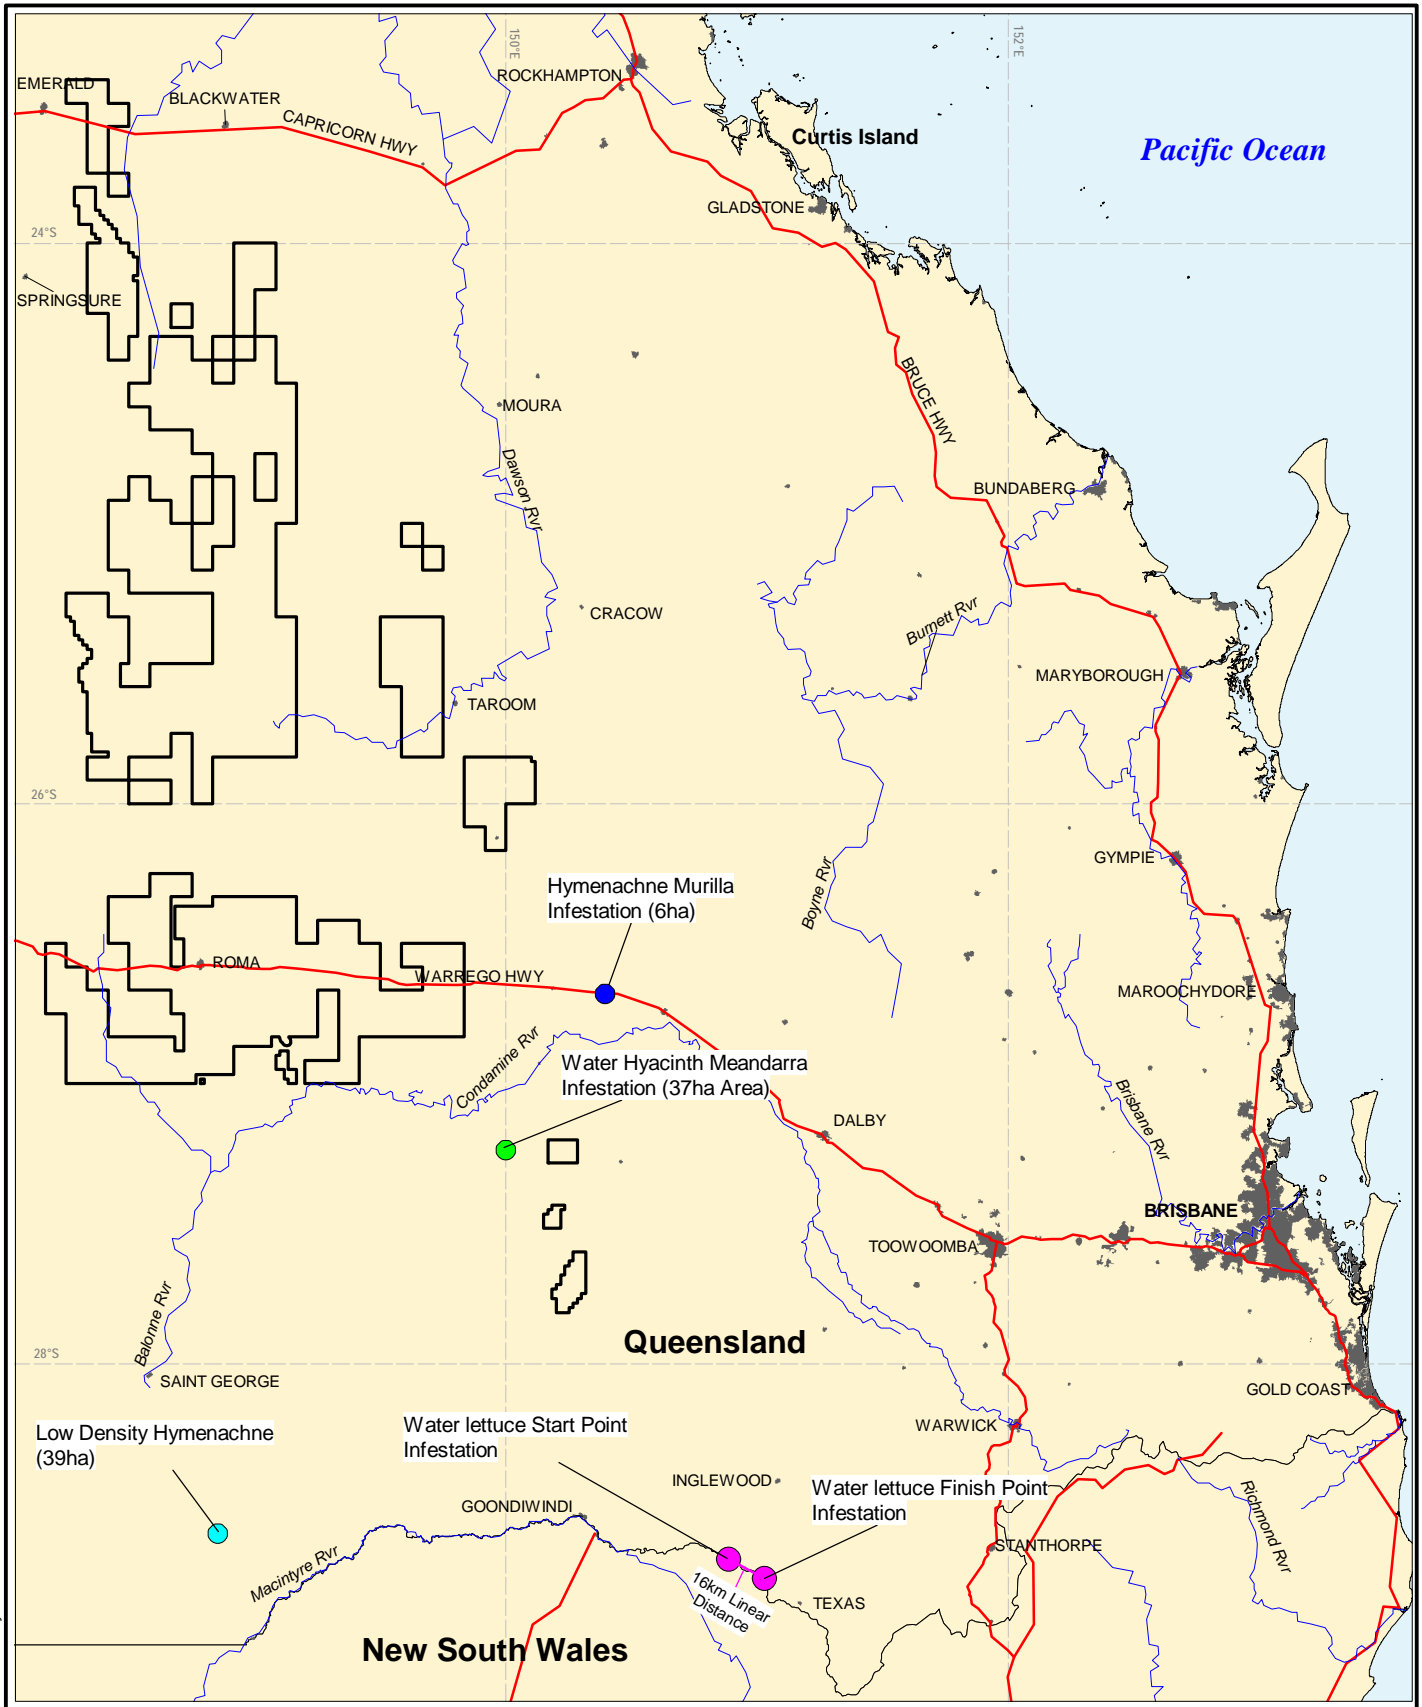 150°E
152°E
ROCKHAMPTON
EMERALD
BLACKWATER
CAPRICORN HWY
Curtis Island
Pacific Ocean
GLADSTONE
24°S
SPRINGSURE
BRUCE HWY
MOURA
Dawson Rvr
BUNDABERG
CRACOW
Burnett Rvr
MARYBOROUGH
TAROOM
26°S
GYMPIE
Boyne Rvr
Hymenachne Murilla
Infestation (6ha)
ROMA
WARREGO HWY
MAROOCHYDORE
Condamine Rvr
Water Hyacinth Meandarra
Infestation (37ha Area)
Brisbane Rvr
DALBY
BRISBANE
TOOWOOMBA
Balonne Rvr
Queensland
28°S
SAINT GEORGE
GOLD COAST
Low Density Hymenachne
(39ha)
Water lettuce Start Point
Infestation
WARWICK
INGLEWOOD
Water lettuce Finish Point
Infestation
GOONDIWINDI
Richmond Rvr
STANTHORPE
Macintyre Rvr
16km Linear
Distance
TEXAS
New South Wales